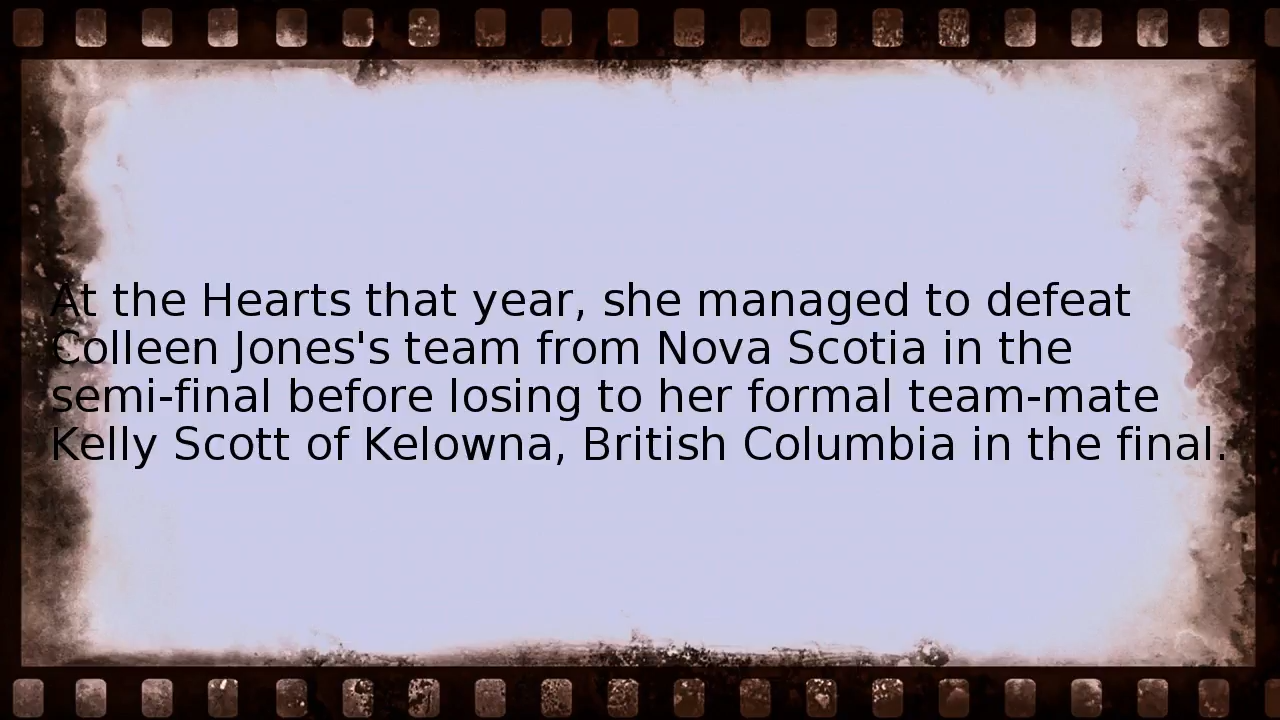 At the Hearts that year, she managed to defeat
Colleen Jones's team from Nova Scotia in the
semi-final before losing to her formal team-mate
Kelly Scott of Kelowna, British Columbia in the final.